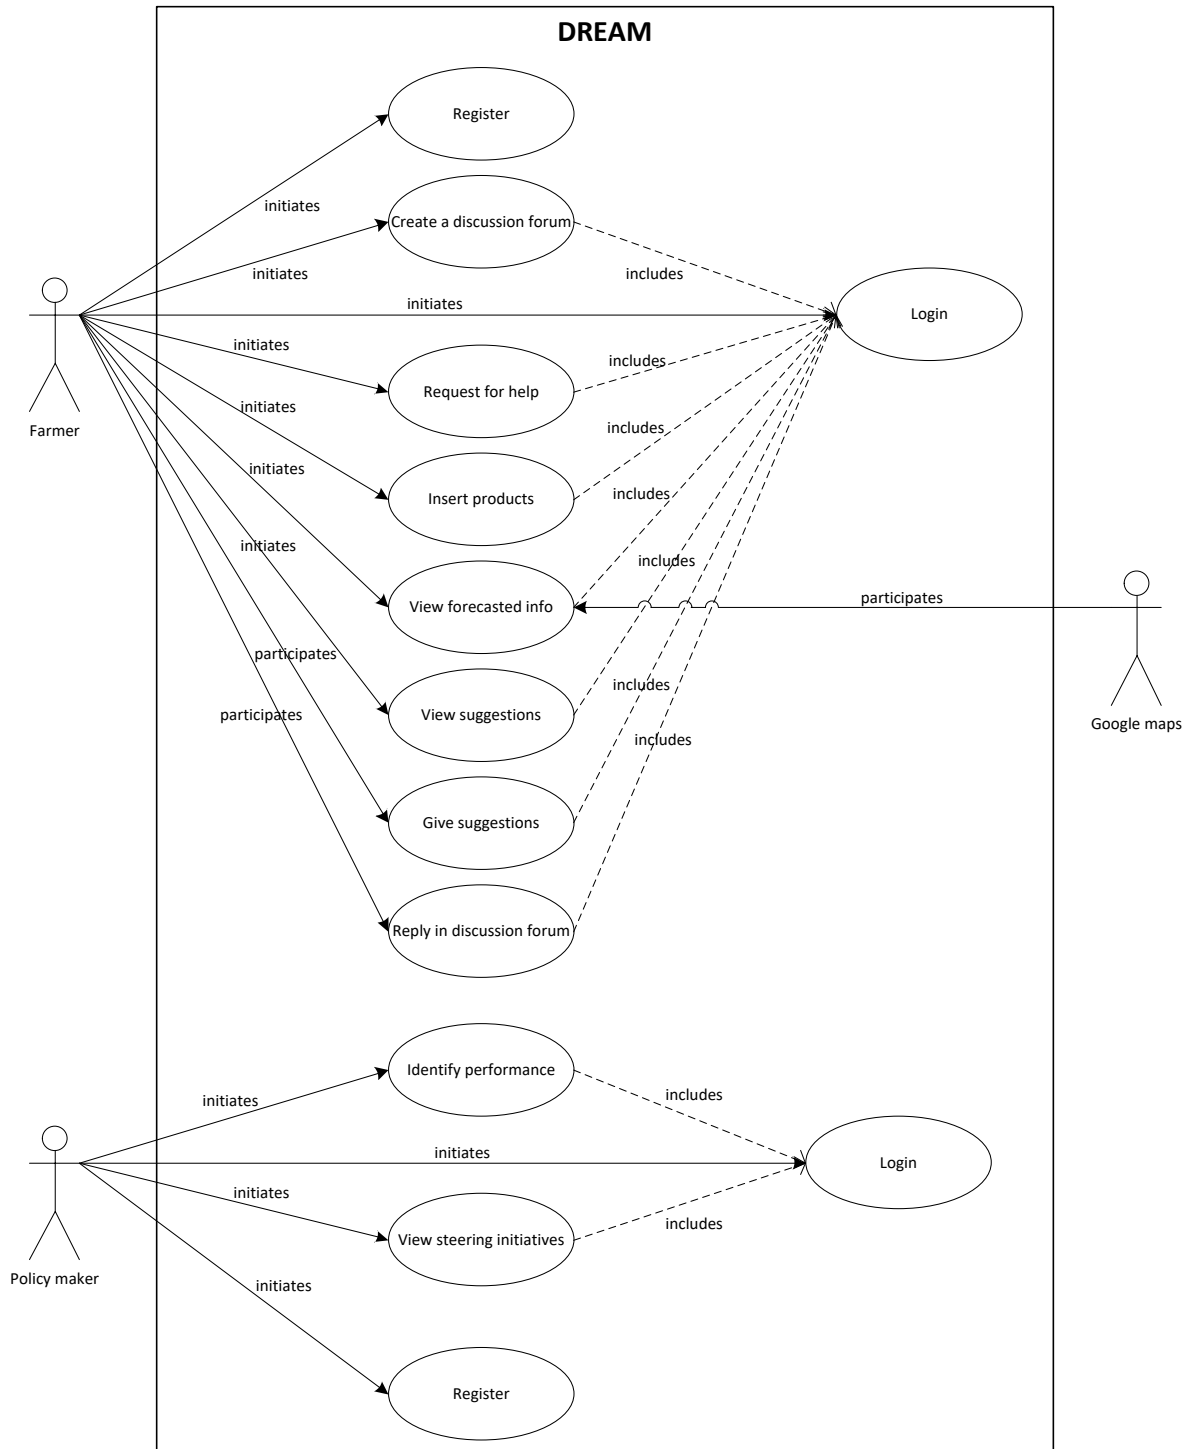 DREAM
Register
initiates
Create a discussion forum
initiates
includes
initiates
Login
initiates
Request for help
includes
initiates
Farmer
includes
initiates
Insert products
includes
initiates
includes
View forecasted info
participates
participates
includes
View suggestions
participates
Google maps
includes
Give suggestions
Reply in discussion forum
Identify performance
initiates
includes
initiates
Login
initiates
View steering initiatives
includes
Policy maker
initiates
Register